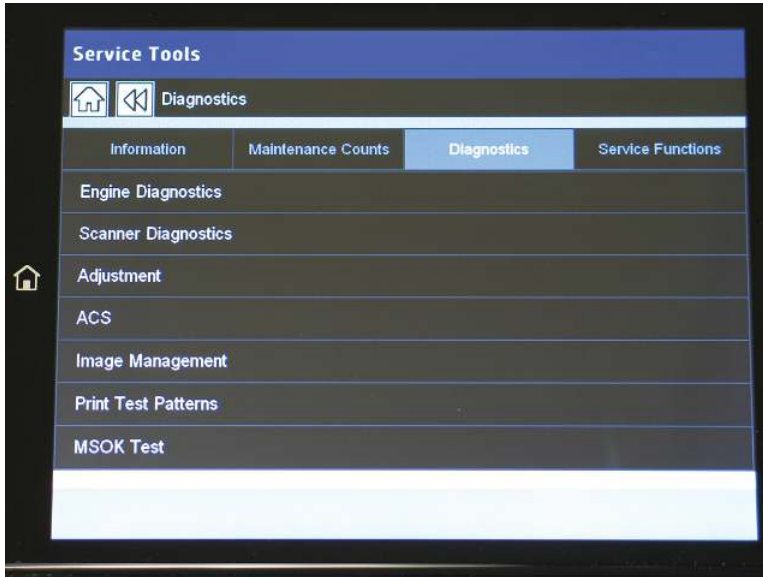 Service Tools
Diagnostics
Information Maintenance Counts Diagnostics Service Functions
Engine Diagnostics
Scanner Diagnostics
Adjustment
ACS
Image Management
Print Test Patterns
MSOK Test